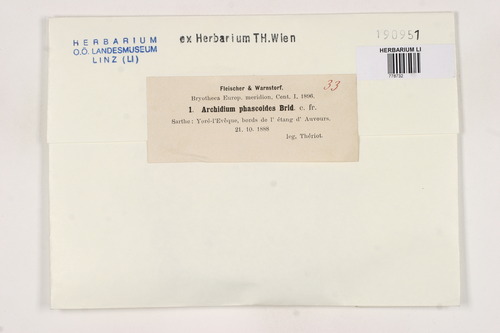 HERBARIUM
O.Ö. LANDESMUSEUM
LINZ (LI)
ex Herbarium TH.Wien
190951
HERBARIUM LI
778732
Fleischer & Warnstorf.
Bryotheca Europ. meridion. Cent. I, 1896.
33
1. Archidium phascoides Brid. c. fr.
Sarthe: Yvré-l'Evêque, bords de l' étang d' Auvours.
21. 10. 1888
leg. Thériot.